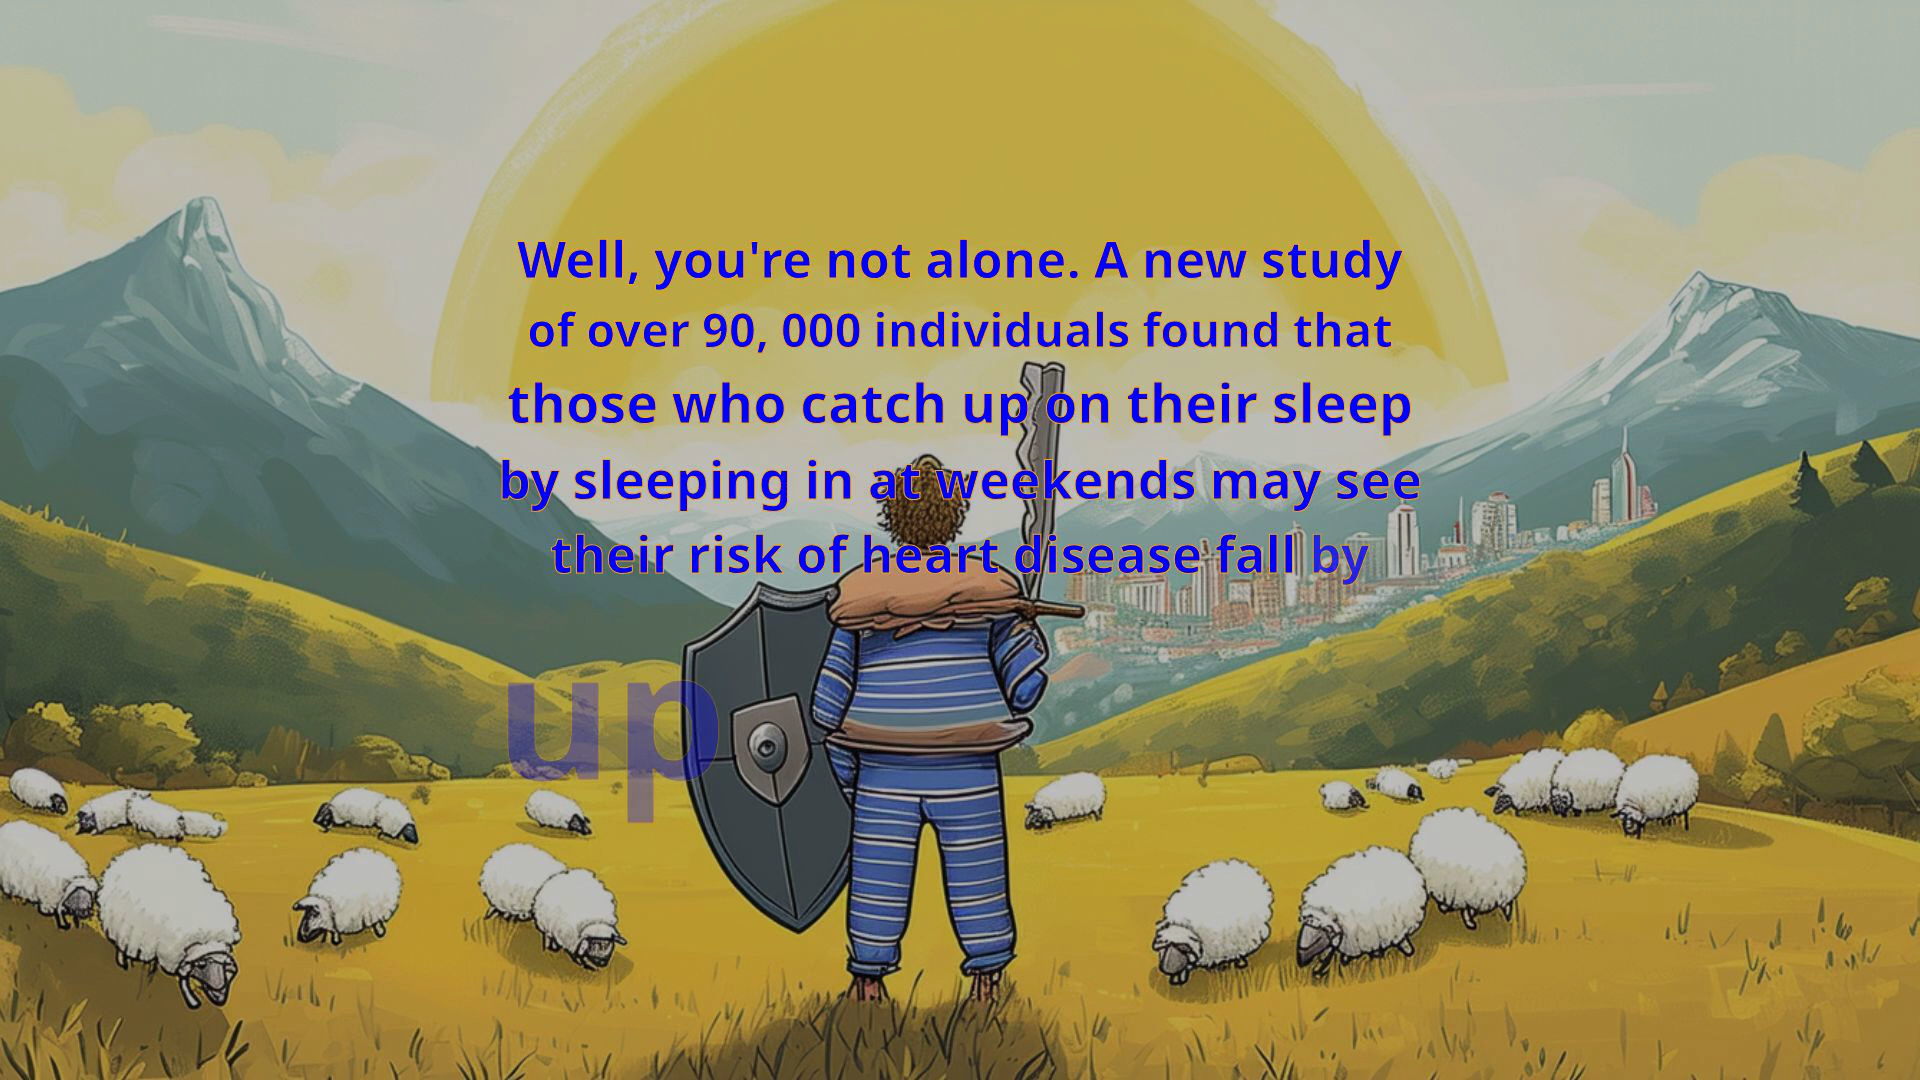 Well, you're not alone. A new study
of over 90, 000 individuals found that
those who catch up on their sleep
by sleeping in at weekends may see
their risk of heart disease fall by
up